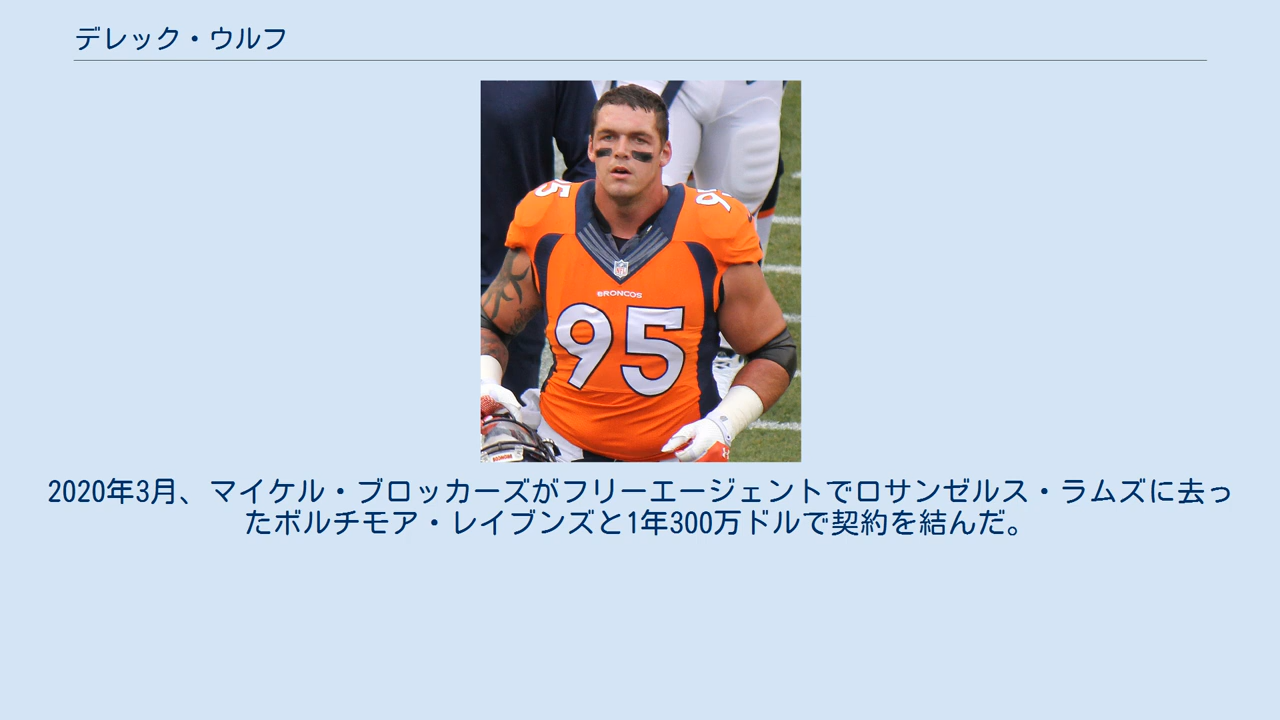 デレック・ウルフ
95
95
BRONCOS
95
2020年3月、マイケル・ブロッカーズがフリーエージェントでロサンゼルス・ラムズに去っ
たボルチモア・レイブンズと1年300万ドルで契約を結んだ。